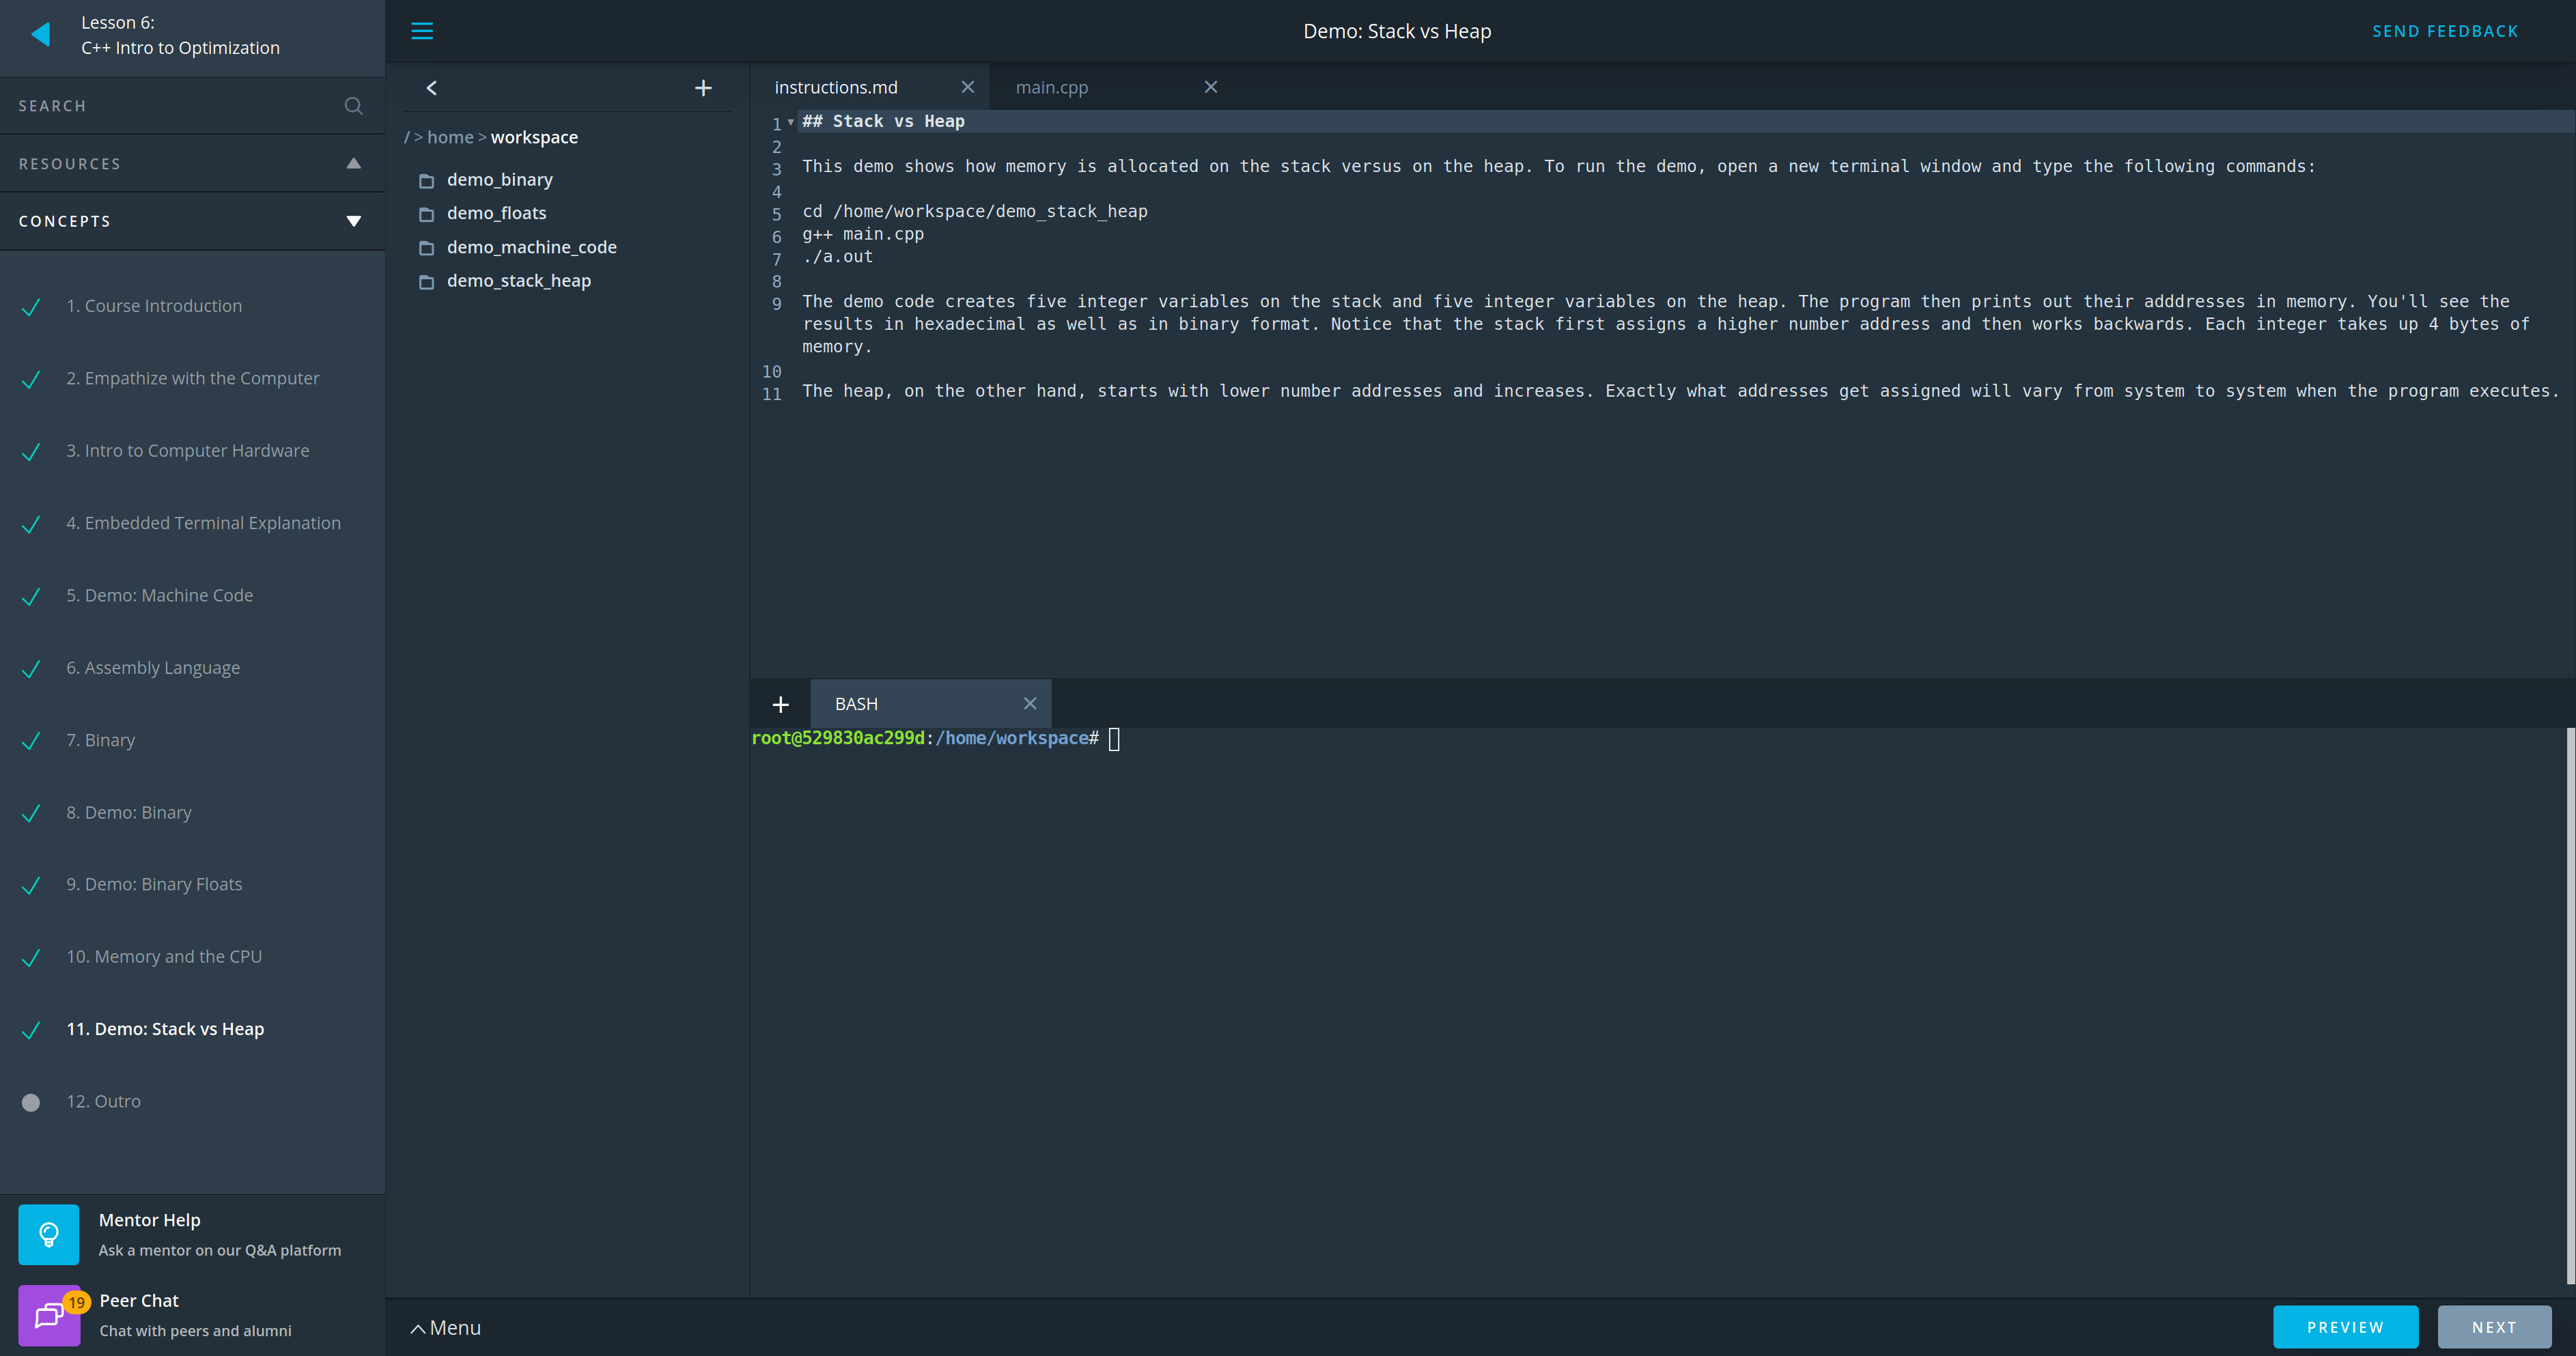 Lesson 6:
C++ Intro to Optimization
SEARCH
RESOURCES
CONCEPTS
1. Course Introduction
2. Empathize with the Computer
3. Intro to Computer Hardware
4. Embedded Terminal Explanation
5. Demo: Machine Code
6. Assembly Language
7. Binary
8. Demo: Binary
9. Demo: Binary Floats
10. Memory and the CPU
11. Demo: Stack vs Heap
12. Outro
Mentor Help
Ask a mentor on our Q&A platform
19
Peer Chat
Chat with peers and alumni
Demo: Stack vs Heap
SEND FEEDBACK
/ > home > workspace
demo_binary
demo_floats
demo_machine_code
demo_stack_heap
instructions.md
main.cpp
1 ## Stack vs Heap
2
3 This demo shows how memory is allocated on the stack versus on the heap. To run the demo, open a new terminal window and type the following commands:
4
5 cd /home/workspace/demo_stack_heap
6 g++ main.cpp
7 ./a.out
8
9 The demo code creates five integer variables on the stack and five integer variables on the heap. The program then prints out their adddresses in memory. You'll see the
results in hexadecimal as well as in binary format. Notice that the stack first assigns a higher number address and then works backwards. Each integer takes up 4 bytes of
memory.
10
11 The heap, on the other hand, starts with lower number addresses and increases. Exactly what addresses get assigned will vary from system to system when the program executes.
BASH
root@529830ac299d:/home/workspace#
Menu
PREVIEW
NEXT